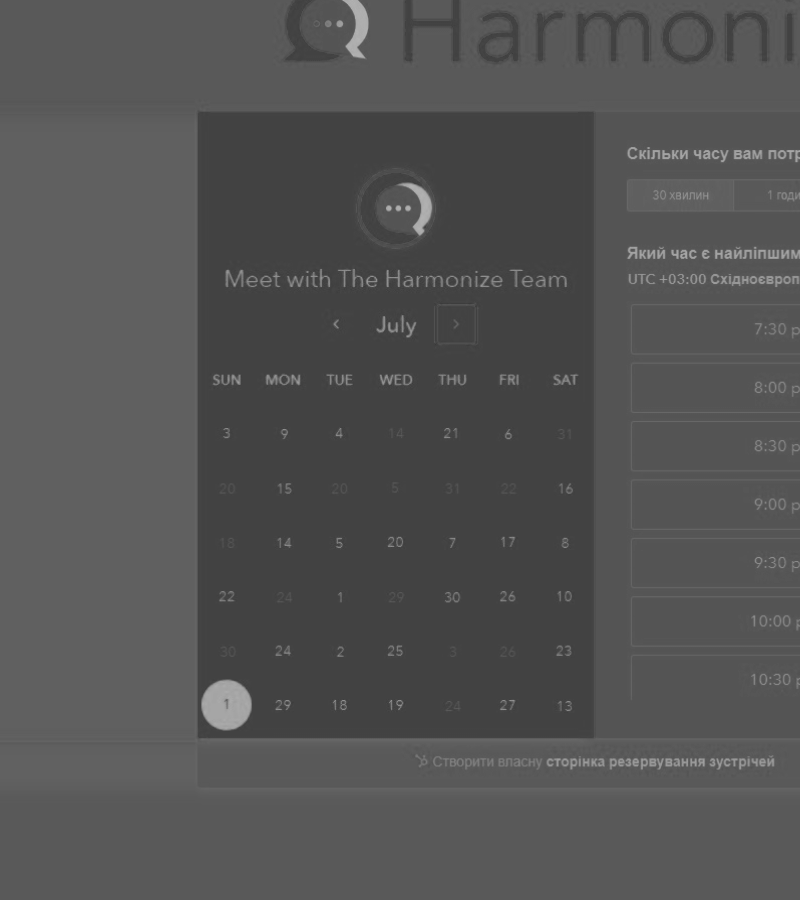 Harmoni
Meet with The Harmonize Team
July
SUN MON TUE WED THU FRI SAT
3 9 4 14 21 6 31
20 15 20 5 31 22 16
18 14 5 20 7 17 8
22 24 1 29 30 26 10
30 24 2 25 3 26 23
1 29 18 19 24 27 13
Скільки часу вам потр
30 хвилин 1 годи
Який час є найліпшим
UTC +03:00 Східноєвроп
7:30 p
8:00 p
8:30 p
9:00 p
9:30 p
10:00 p
10:30 p
Створити власну сторінка резервування зустрічей